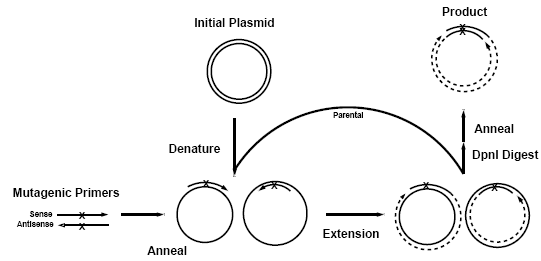 Product
Initial Plasmid
Parental
Anneal
Denature
DpnI Digest
Mutagenic Primers
Sense
Antisense
Anneal
Extension